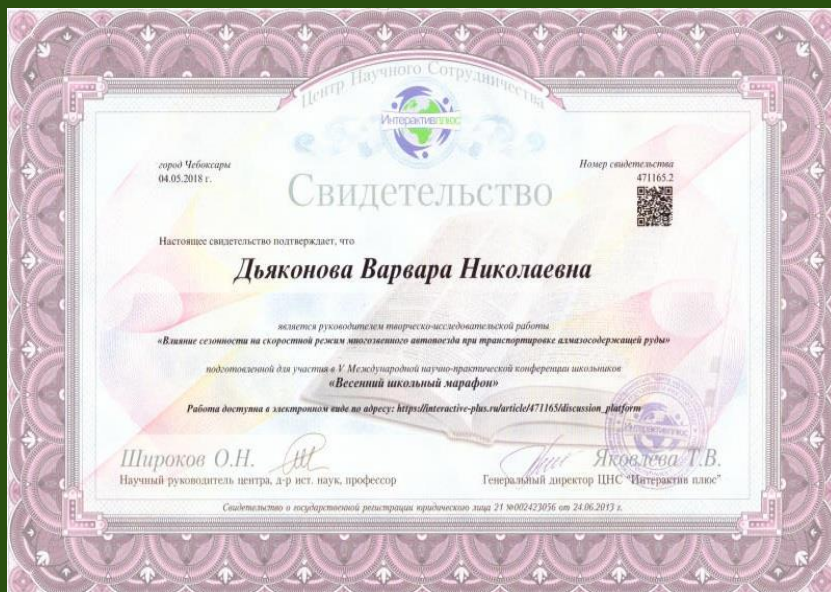 Центр Научного Сотрудничества
Интерактив плюс
город Чебоксары
04.05.2018 г.
Номер свидетельства
471165.2
Свидетельство
Настоящее свидетельство подтверждает, что
Дьяконова Варвара Николаевна
является руководителем творческо-исследовательской работы
«Влияние сезонности на скоростной режим многозвенного автопоезда при транспортировке алмазосодержащей руды»
подготовленной для участия в V Международной научно-практической конференции школьников
«Весенний школьный марафон»
Работа доступна в электронном виде по адресу: https://interactive-plus.ru/article/471165/discussion_platform
Широков О.Н.
Научный руководитель центра, д-р ист. наук, профессор
Яковлева Т.В.
Генеральный директор ЦНС "Интерактив плюс"
Интерактив плюс
Свидетельство о государственной регистрации юридического лица 21 №002423056 от 24.06.2013 г.